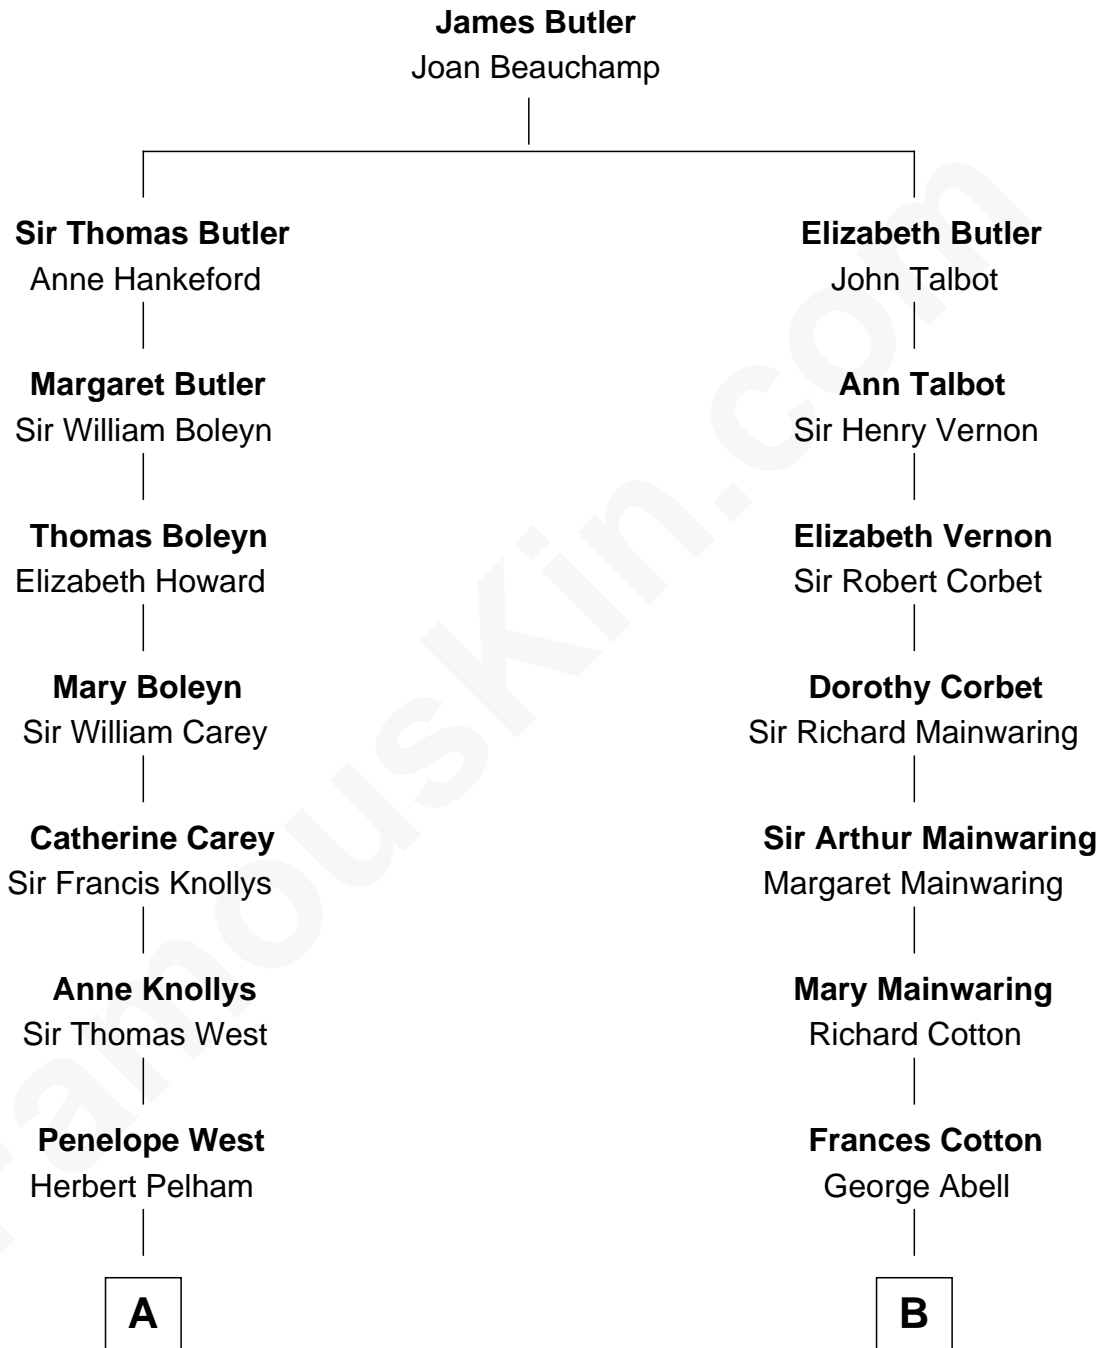 James Butler
Joan Beauchamp
Sir Thomas Butler
Anne Hankeford
Elizabeth Butler
John Talbot
Margaret Butler
Sir William Boleyn
Ann Talbot
Sir Henry Vernon
Thomas Boleyn
Elizabeth Howard
Elizabeth Vernon
Sir Robert Corbet
Mary Boleyn
Sir William Carey
Dorothy Corbet
Sir Richard Mainwaring
Catherine Carey
Sir Francis Knollys
Sir Arthur Mainwaring
Margaret Mainwaring
Anne Knollys
Sir Thomas West
Mary Mainwaring
Richard Cotton
Penelope West
Herbert Pelham
Frances Cotton
George Abell
A
B
FamousKin.com